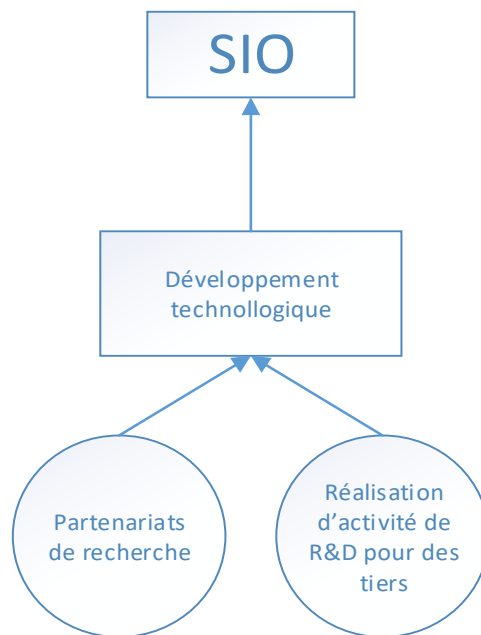 SIO
Développement
technollogique
Partenariats
de recherche
Réalisation
d’activité de
R&D pour des
tiers